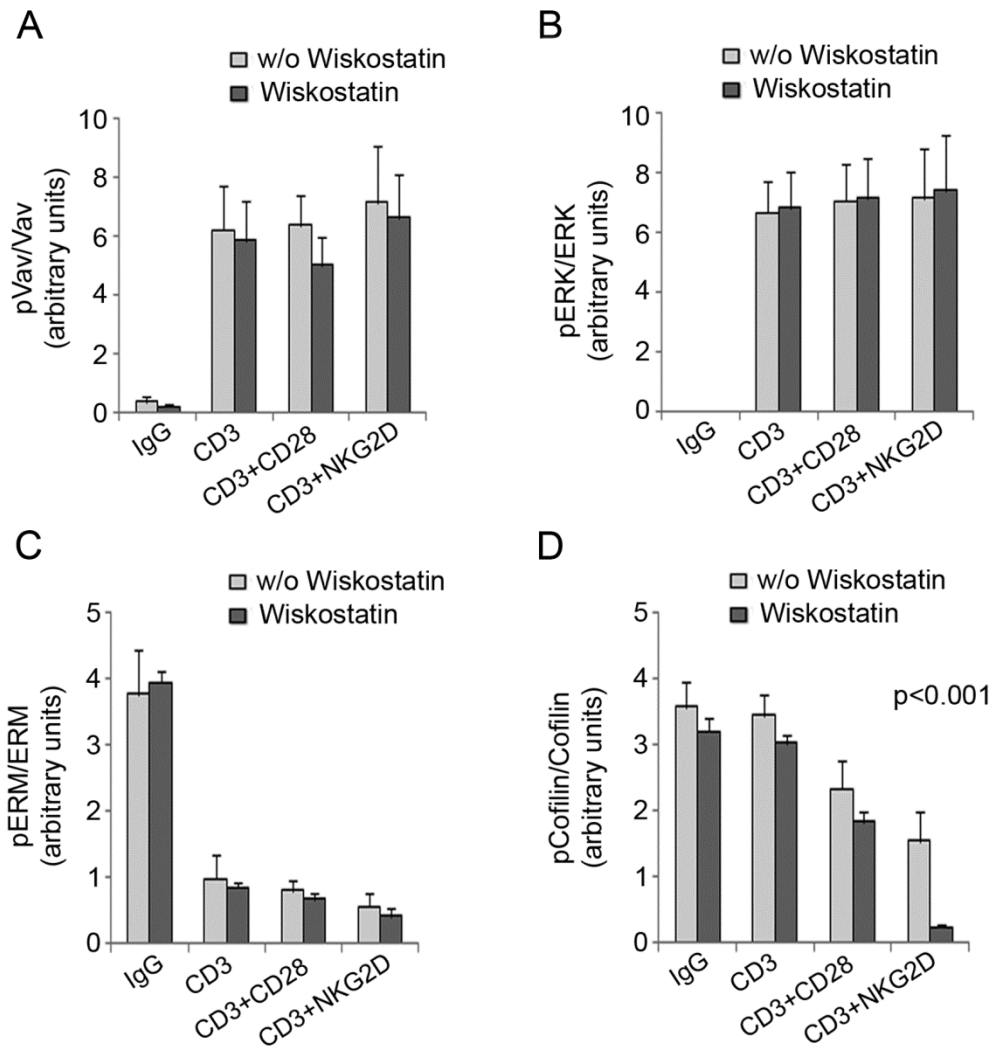 A
w/o Wiskostatin
Wiskostatin
pVav/Vav
(arbitrary units)
10
8
6
4
2
0
IgG
CD3
CD3+CD28
CD3+NKG2D
B
w/o Wiskostatin
Wiskostatin
pERK/ERK
(arbitrary units)
10
8
6
4
2
0
IgG
CD3
CD3+CD28
CD3+NKG2D
C
w/o Wiskostatin
Wiskostatin
pERM/ERM
(arbitrary units)
5
4
3
2
1
0
IgG
CD3
CD3+CD28
CD3+NKG2D
D
w/o Wiskostatin
Wiskostatin
pCofilin/Cofilin
(arbitrary units)
5
4
3
2
1
0
p<0.001
IgG
CD3
CD3+CD28
CD3+NKG2D